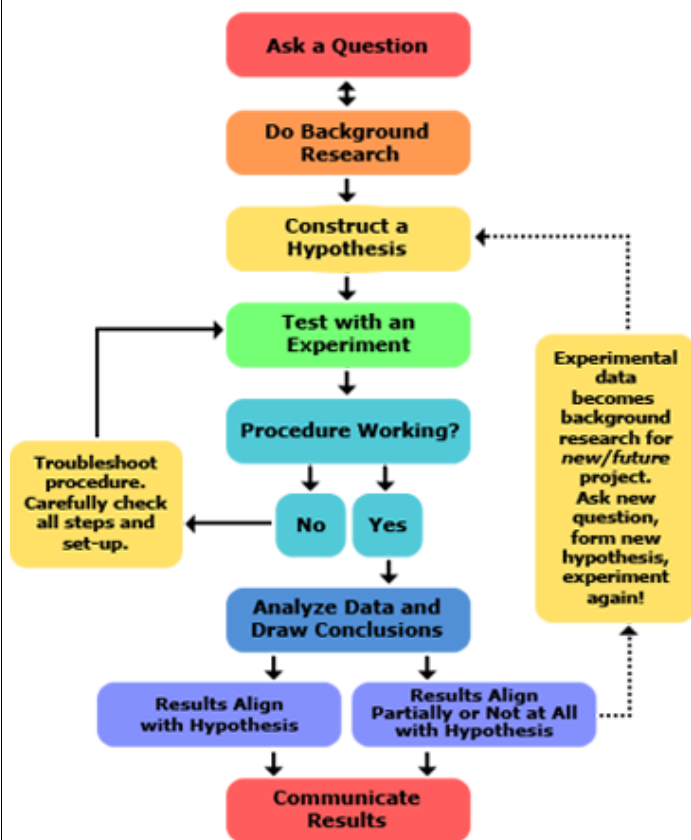 Ask a Question
Do Background
Research
Construct a
Hypothesis
Test with an
Experiment
Procedure Working?
No
Yes
Troubleshoot
procedure.
Carefully check
all steps and
set-up.
Experimental
data
becomes
background
research for
new/future
project.
Ask new
question,
form new
hypothesis,
experiment
again!
Analyze Data and
Draw Conclusions
Results Align
with Hypothesis
Results Align
Partially or Not at All
with Hypothesis
Communicate
Results